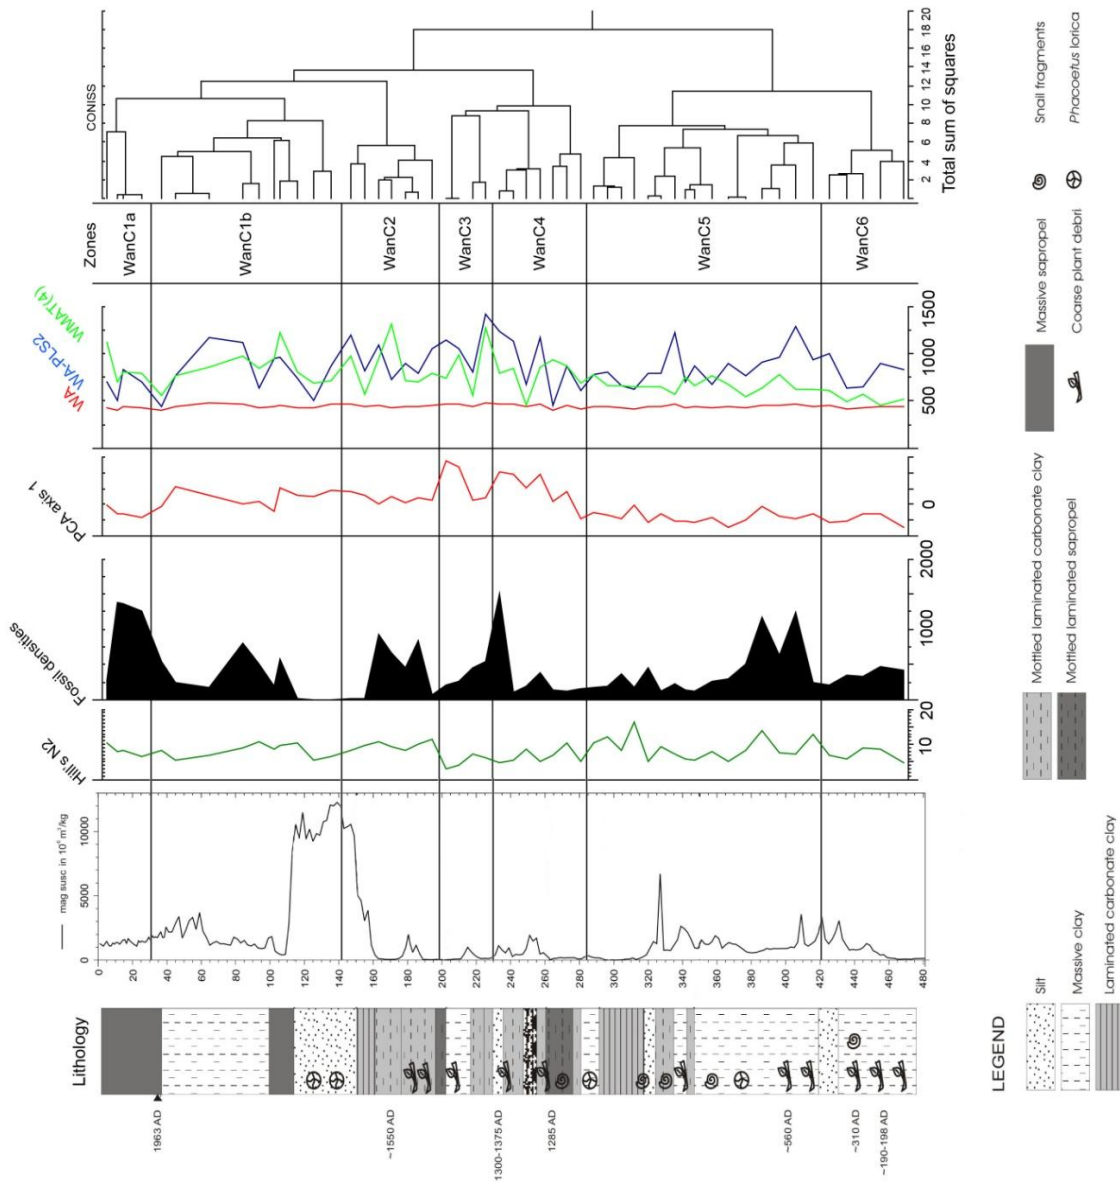 CONISS
2 4 6 8 10 12 14 16 18 20
Total sum of squares
Zones
WanC1a
WanC1b
WanC2
WanC3
WanC4
WanC5
WanC6
WA
WA-PLS2
WMAT(4)
500 1000 1500
PCA axis 1
0
Fossil densities
1000 2000
Hill's N2
10 20
mag susc in 10⁶ m³/kg
0 5000 10000
0 20 40 60 80 100 120 140 160 180 200 220 240 260 280 300 320 340 360 380 400 420 440 460 480
Lithology
1963 AD
~1550 AD
1300-1375 AD
1285 AD
~560 AD
~310 AD
~190-198 AD
LEGEND
Silt
Massive clay
Laminated carbonate clay
Mottled laminated carbonate clay
Mottled laminated sapropel
Massive sapropel
Coarse plant debri
Snail fragments
Phacoetus lorica